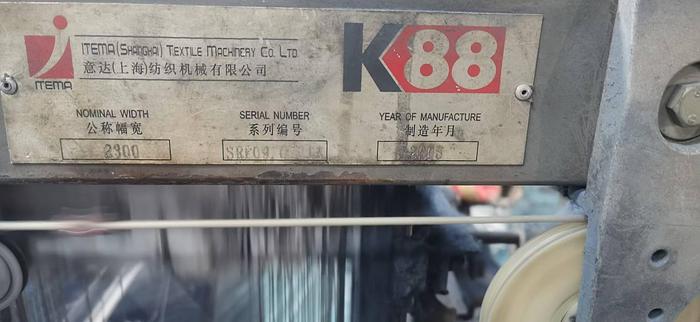 ITEMA
ITEMA (SHANGHAI) TEXTILE MACHINERY CO. LTD
意达(上海)纺织机械有限公司
K88
NOMINAL WIDTH
公称幅宽
2300
SERIAL NUMBER
系列编号
YEAR OF MANUFACTURE
制造年月